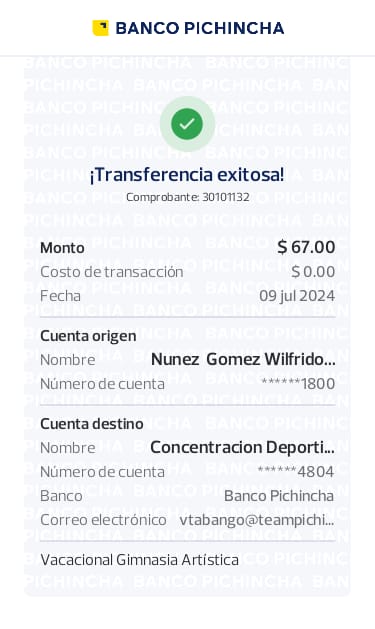 BANCO PICHINCHA
¡Transferencia exitosa!
Comprobante: 30101132
Monto $ 67.00
Costo de transacción $ 0.00
Fecha 09 jul 2024
Cuenta origen
Nombre Nunez Gomez Wilfrido...
Número de cuenta ******1800
Cuenta destino
Nombre Concentracion Deporti...
Número de cuenta ******4804
Banco Banco Pichincha
Correo electrónico vtabango@teampichi...
Vacacional Gimnasia Artística